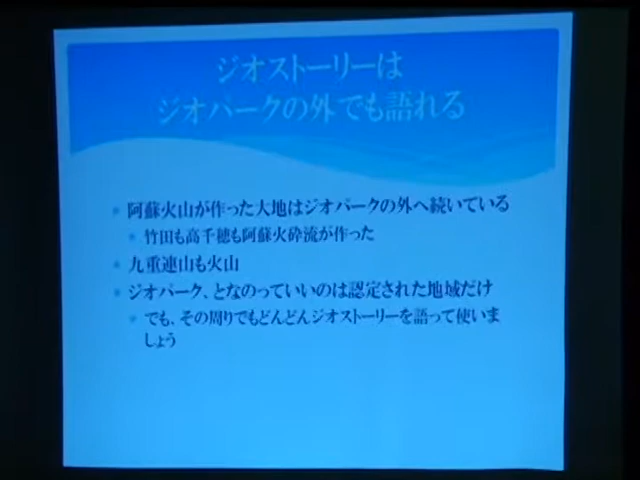 ジオストーリーは
ジオパークの外でも語れる
阿蘇火山が作った大地はジオパークの外へ続いている
竹田も高千穂も阿蘇火砕流が作った
九重連山も火山
ジオパーク、となのっていいのは認定された地域だけ
でも、その周りでもどんどんジオストーリーを語って使いま
しょう